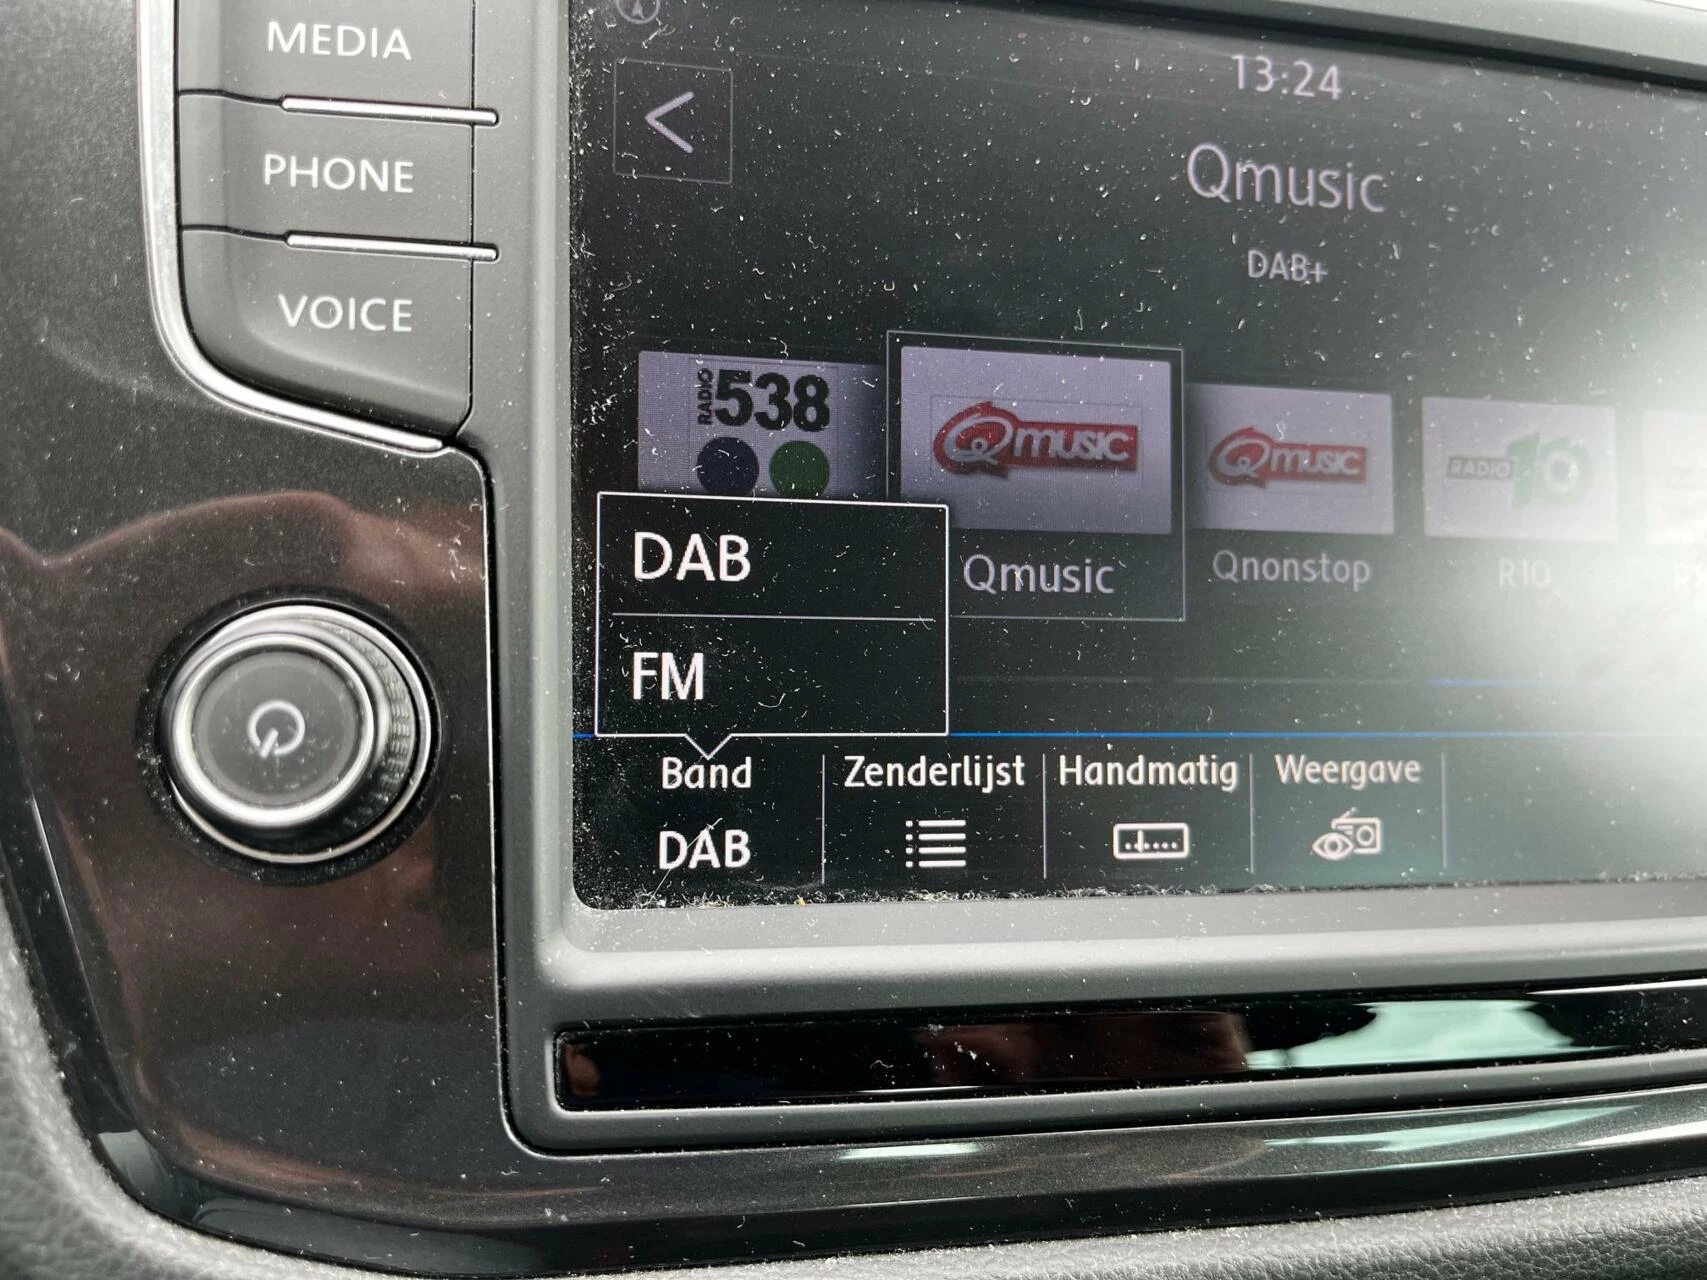 MEDIA
PHONE
VOICE
13:24
Qmusic
DAB+
RADIO 538
Qmusic
Qmusic
RADIO 10
Qmusic
Qnonstop
R10
DAB
FM
Band
Zenderlijst
Handmatig
Weergave
DAB